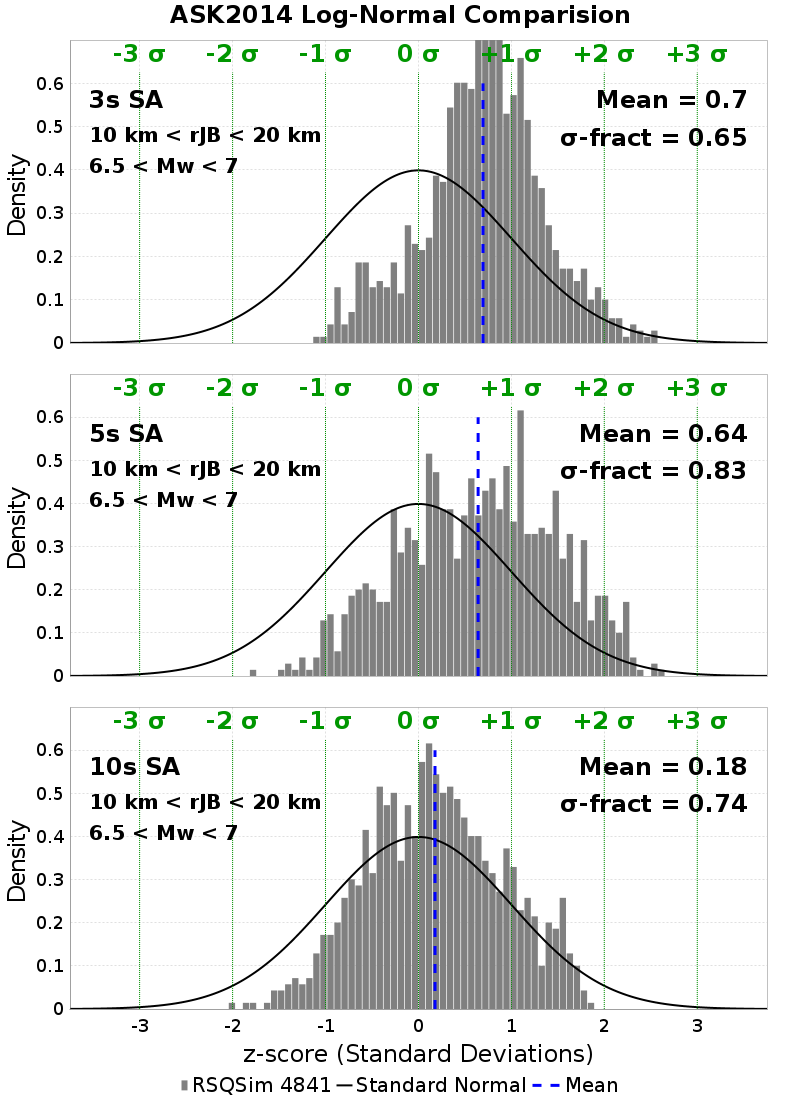 ASK2014 Log-Normal Comparision
-3 σ -2 σ -1 σ 0 σ +1 σ +2 σ +3 σ
3s SA
Mean = 0.7
10 km < rJB < 20 km
σ-fract = 0.65
6.5 < Mw < 7
Density
0.6
0.5
0.4
0.3
0.2
0.1
0
-3 σ -2 σ -1 σ 0 σ +1 σ +2 σ +3 σ
5s SA
Mean = 0.64
10 km < rJB < 20 km
σ-fract = 0.83
6.5 < Mw < 7
Density
0.6
0.5
0.4
0.3
0.2
0.1
0
-3 σ -2 σ -1 σ 0 σ +1 σ +2 σ +3 σ
10s SA
Mean = 0.18
10 km < rJB < 20 km
σ-fract = 0.74
6.5 < Mw < 7
Density
0.6
0.5
0.4
0.3
0.2
0.1
0
-3 -2 -1 0 1 2 3
z-score (Standard Deviations)
RSQSim 4841 Standard Normal Mean